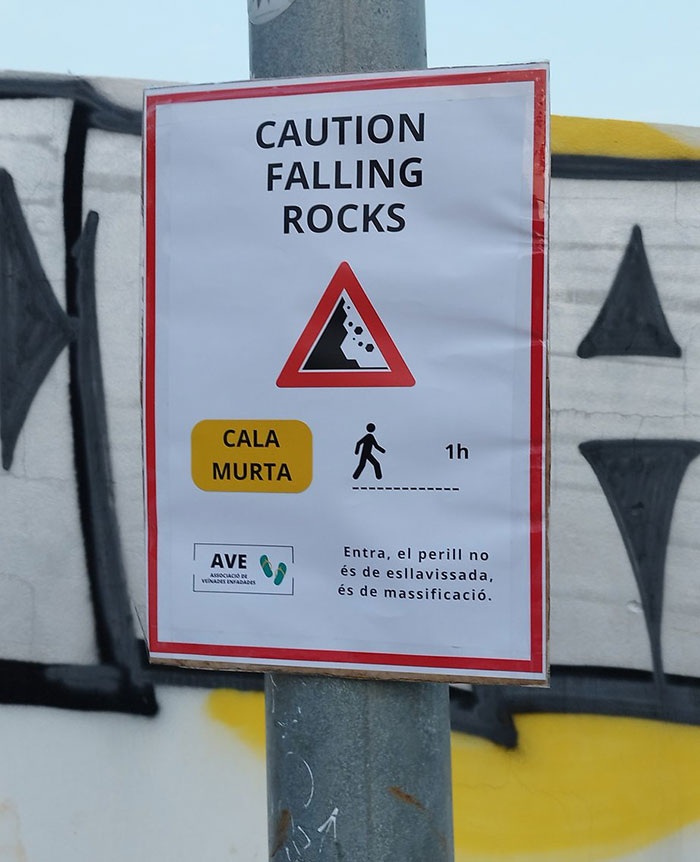 CAUTION
FALLING
ROCKS
CALA
MURTA
1h
AVE
ASSOCIACIÓ DE
VEÏNADES ENFADADES
Entra, el perill no
és de esllavissada,
és de massificació.